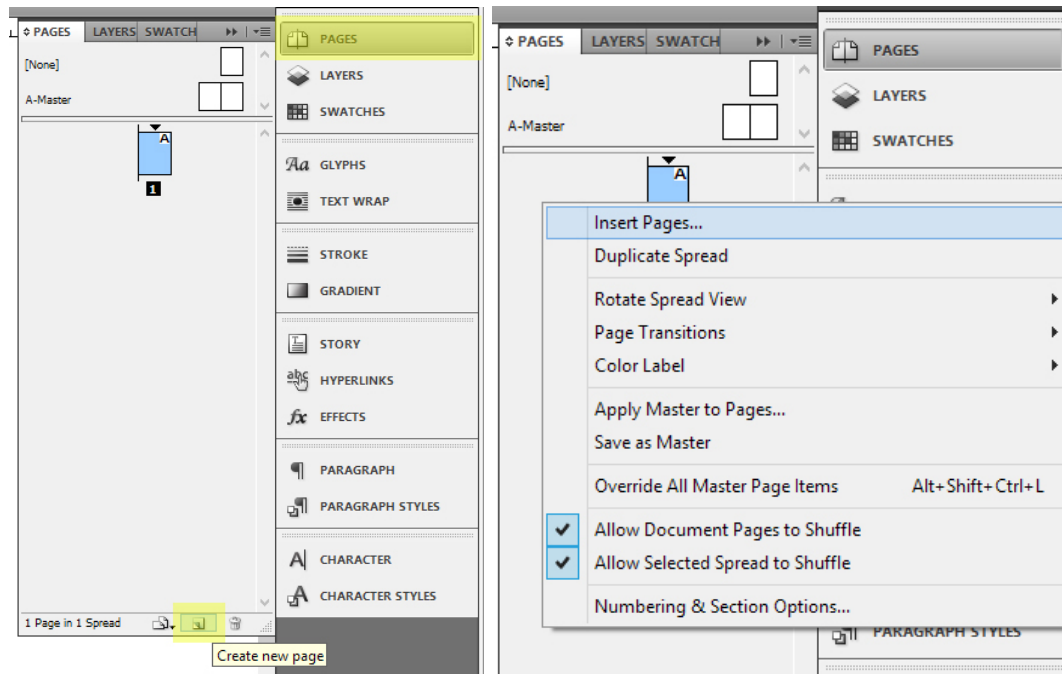 PAGES LAYERS SWATCH
[None]
A-Master
A
1
1 Page in 1 Spread
Create new page
PAGES
LAYERS
SWATCHES
Aa GLYPHS
TEXT WRAP
STROKE
GRADIENT
STORY
abc HYPERLINKS
fx EFFECTS
PARAGRAPH
PARAGRAPH STYLES
A CHARACTER
A CHARACTER STYLES
PAGES LAYERS SWATCH
[None]
A-Master
A
PAGES
LAYERS
SWATCHES
Insert Pages...
Duplicate Spread
Rotate Spread View
Page Transitions
Color Label
Apply Master to Pages...
Save as Master
Override All Master Page Items Alt+Shift+Ctrl+L
Allow Document Pages to Shuffle
Allow Selected Spread to Shuffle
Numbering & Section Options...
PARAGRAPH STYLES